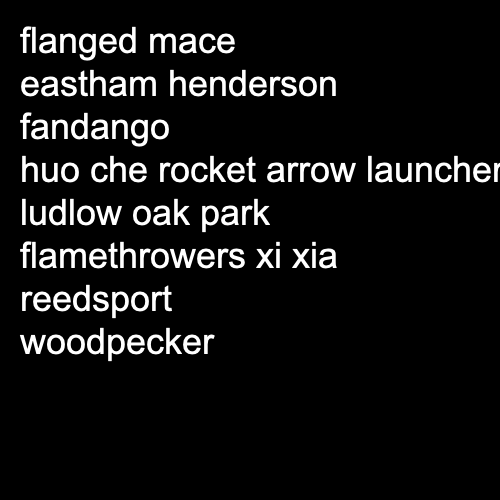 flanged mace
eastham henderson
fandango
huo che rocket arrow launcher
ludlow oak park
flamethrowers xi xia
reedsport
woodpecker